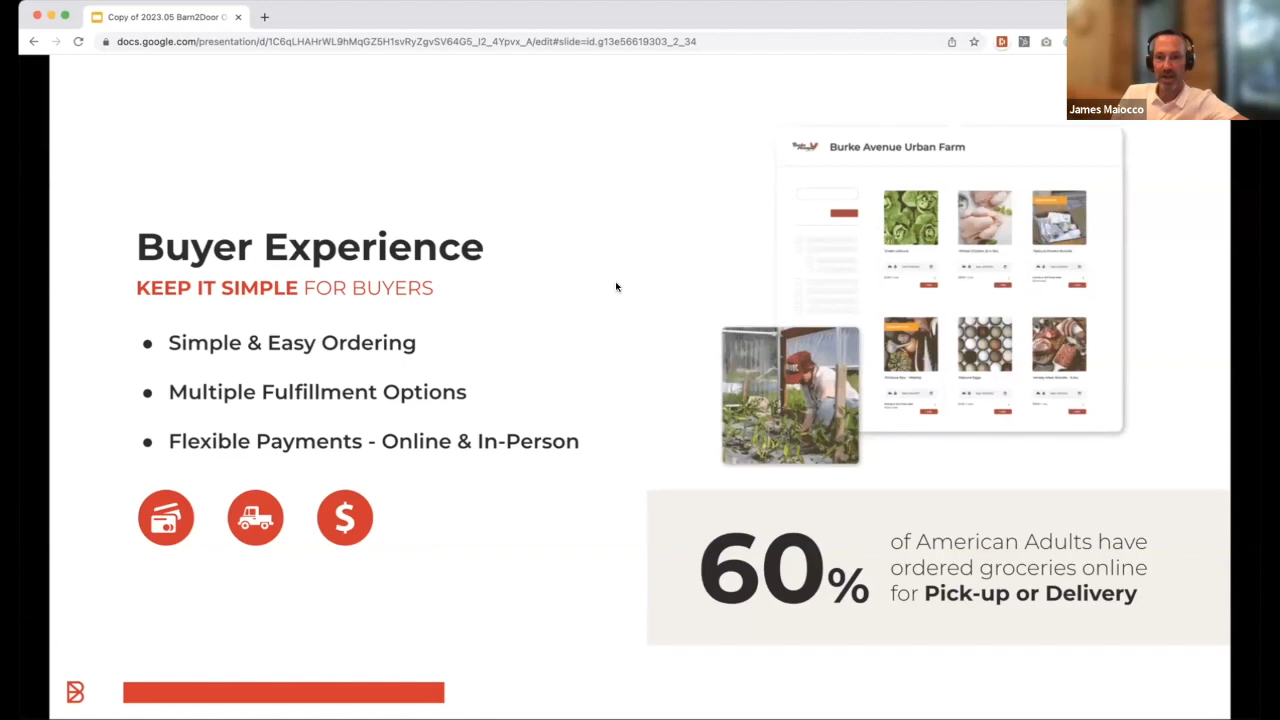 Copy of 2023.05 Barn2Door O
docs.google.com/presentation/d/1C6qLHAHrWL9hMqGZ5H1svRyZgvSV64G5_I2_4Ypvx_A/edit#slide=id.g13e56619303_2_34
James Maiocco
Burke Avenue Urban Farm
Buyer Experience
KEEP IT SIMPLE FOR BUYERS
• Simple & Easy Ordering
• Multiple Fulfillment Options
• Flexible Payments - Online & In-Person
60%
of American Adults have
ordered groceries online
for Pick-up or Delivery